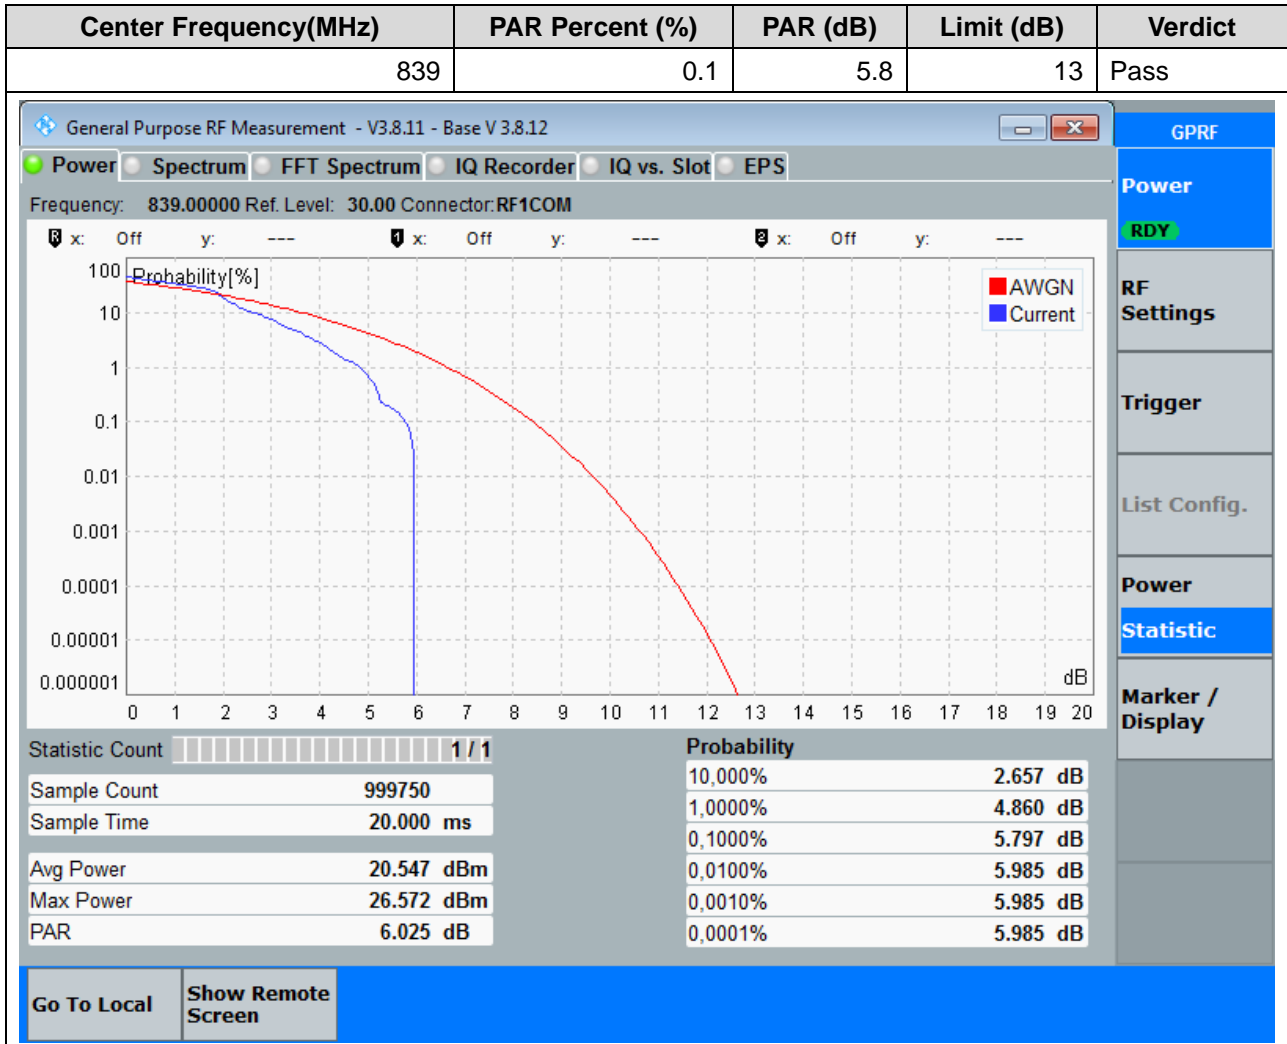 Center Frequency(MHz) PAR Percent (%) PAR (dB) Limit (dB) Verdict
839 0.1 5.8 13 Pass
General Purpose RF Measurement - V3.8.11 - Base V 3.8.12
GPRF
Power Spectrum FFT Spectrum IQ Recorder IQ vs. Slot EPS
Frequency: 839.00000 Ref. Level: 30.00 Connector:RF1COM
R x: Off y: --- 1 x: Off y: --- 2 x: Off y: ---
Probability[%]
AWGN
Current
100
10
1
0.1
0.01
0.001
0.0001
0.00001
0.000001
dB
0 1 2 3 4 5 6 7 8 9 10 11 12 13 14 15 16 17 18 19 20
Statistic Count 1 / 1
Sample Count 999750
Sample Time 20.000 ms
Avg Power 20.547 dBm
Max Power 26.572 dBm
PAR 6.025 dB
Probability
10,000% 2.657 dB
1,0000% 4.860 dB
0,1000% 5.797 dB
0,0100% 5.985 dB
0,0010% 5.985 dB
0,0001% 5.985 dB
Power
RDY
RF
Settings
Trigger
List Config.
Power
Statistic
Marker /
Display
Go To Local
Show Remote
Screen